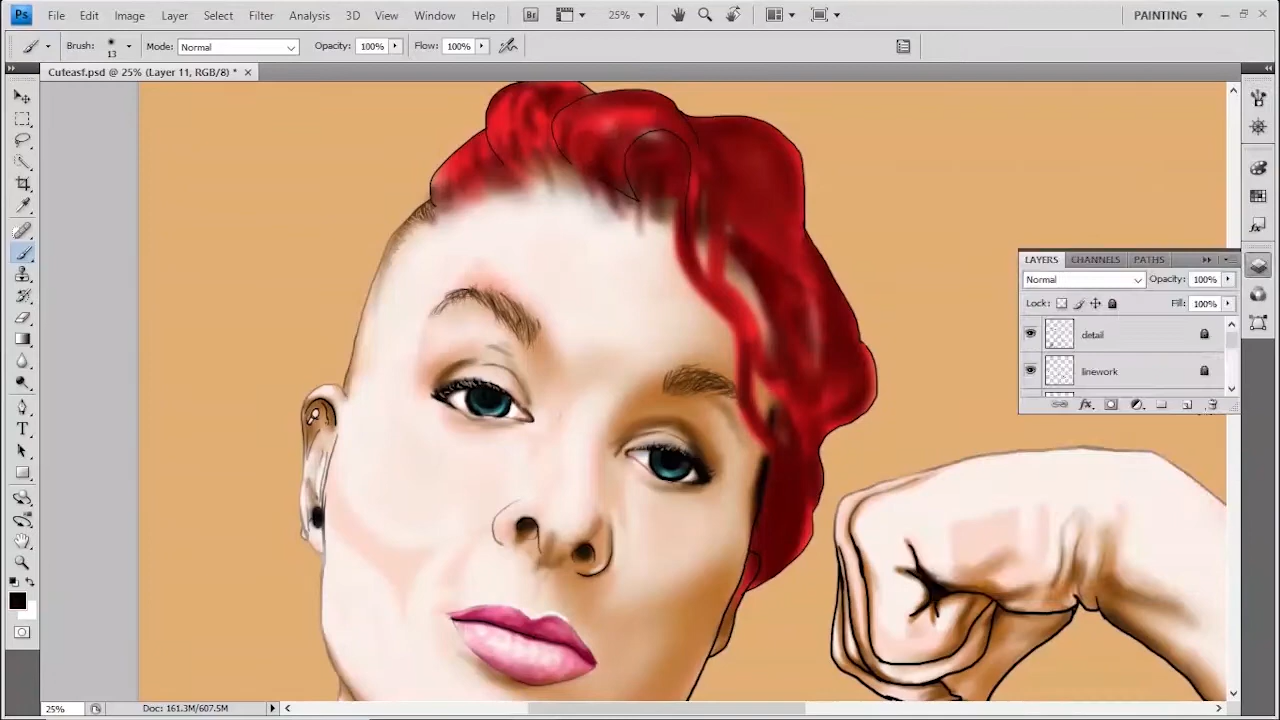 Ps File Edit Image Layer Select Filter Analysis 3D View Window Help Br 25% PAINTING
Brush: 13 Mode: Normal Opacity: 100% Flow: 100%
Cuteasf.psd @ 25% (Layer 11, RGB/8) *
LAYERS CHANNELS PATHS
Normal Opacity: 100%
Lock: Fill: 100%
detail
linework
fx
25% Doc: 161.3M/607.5M